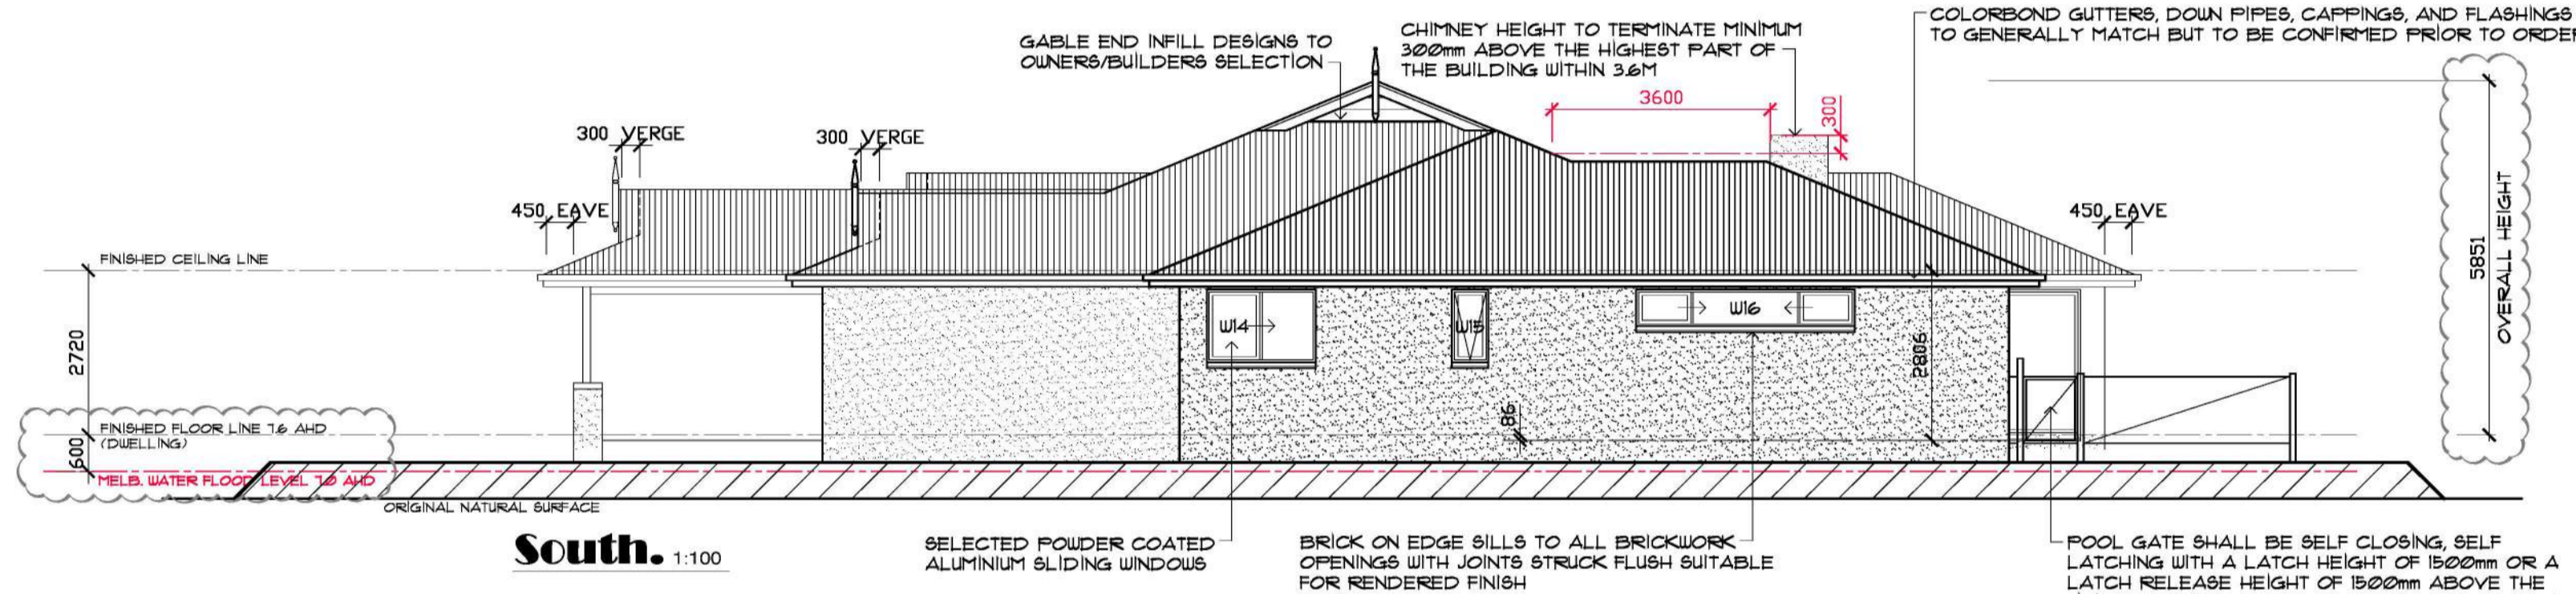 COLORBOND GUTTERS, DOWN PIPES, CAPPINGS, AND FLASHINGS
TO GENERALLY MATCH BUT TO BE CONFIRMED PRIOR TO ORDER
GABLE END INFILL DESIGNS TO
OWNERS/BUILDERS SELECTION
CHIMNEY HEIGHT TO TERMINATE MINIMUM
300mm ABOVE THE HIGHEST PART OF
THE BUILDING WITHIN 3.6M
3600
300
300 VERGE
300 VERGE
450 EAVE
450 EAVE
5851
OVERALL HEIGHT
FINISHED CEILING LINE
2720
W14
W15
W16
2806
86
FINISHED FLOOR LINE 7.6 AHD
(DWELLING)
600
MELB. WATER FLOOD LEVEL 7.0 AHD
ORIGINAL NATURAL SURFACE
South. 1:100
SELECTED POWDER COATED
ALUMINIUM SLIDING WINDOWS
BRICK ON EDGE SILLS TO ALL BRICKWORK
OPENINGS WITH JOINTS STRUCK FLUSH SUITABLE
FOR RENDERED FINISH
POOL GATE SHALL BE SELF CLOSING, SELF
LATCHING WITH A LATCH HEIGHT OF 1500mm OR A
LATCH RELEASE HEIGHT OF 1500mm ABOVE THE